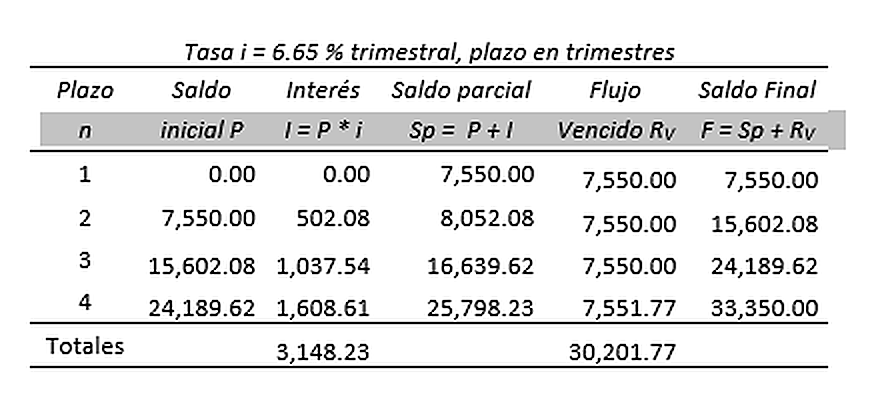 Tasa i = 6.65 % trimestral, plazo en trimestres
Plazo Saldo Interés Saldo parcial Flujo Saldo Final
n inicial P I = P * i Sp = P + I Vencido Rv F = Sp + Rv
1 0.00 0.00 7,550.00 7,550.00 7,550.00
2 7,550.00 502.08 8,052.08 7,550.00 15,602.08
3 15,602.08 1,037.54 16,639.62 7,550.00 24,189.62
4 24,189.62 1,608.61 25,798.23 7,551.77 33,350.00
Totales 3,148.23 30,201.77